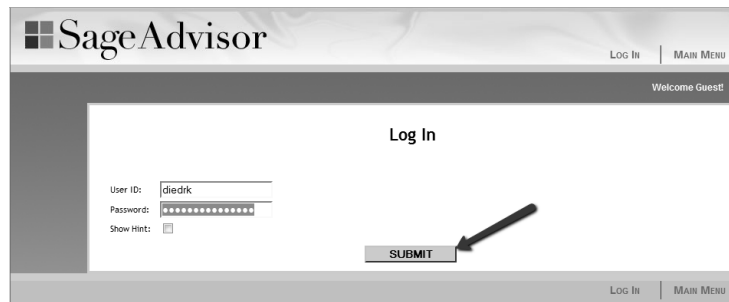 SageAdvisor
LOG IN MAIN MENU
Welcome Guest!
Log In
User ID: diedrk
Password:
Show Hint:
SUBMIT
LOG IN MAIN MENU